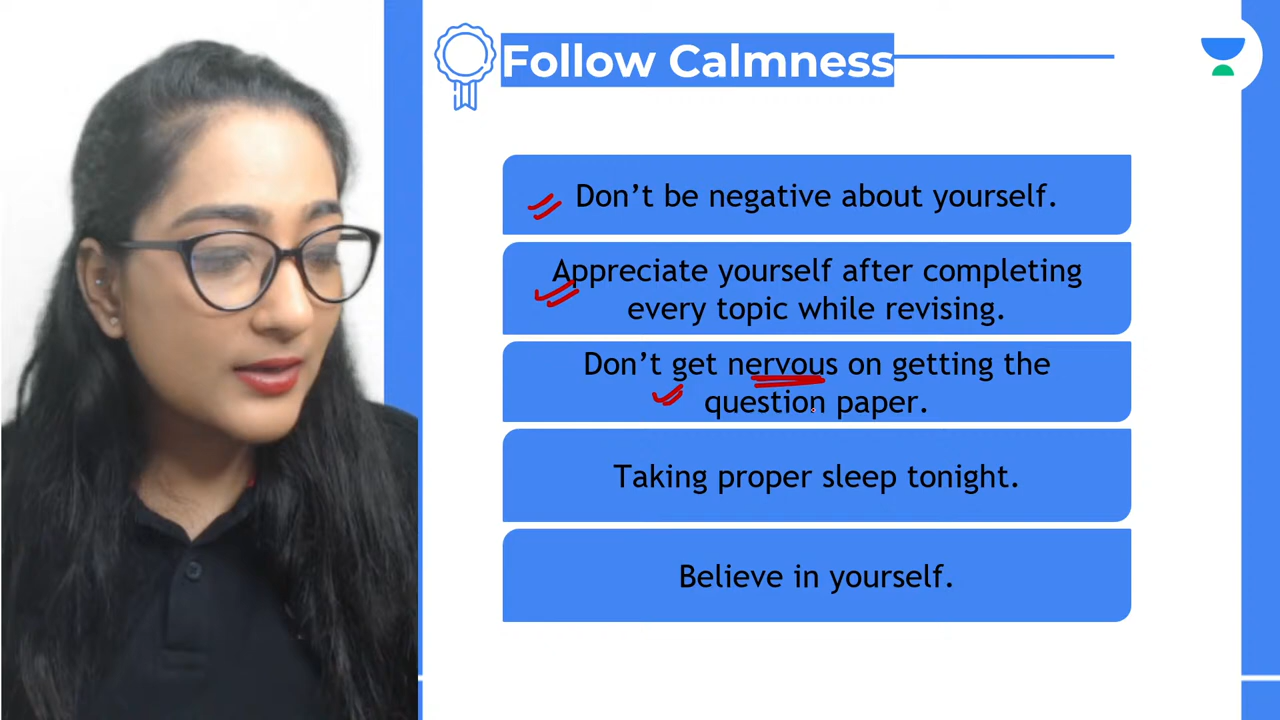 Follow Calmness
Don’t be negative about yourself.
Appreciate yourself after completing
every topic while revising.
Don’t get nervous on getting the
question paper.
Taking proper sleep tonight.
Believe in yourself.